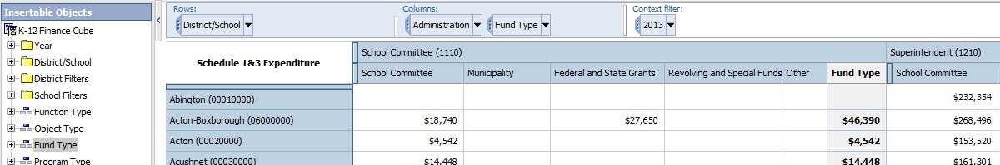 Insertable Objects
K-12 Finance Cube
Year
District/School
District Filters
School Filters
Function Type
Object Type
Fund Type
Program Type
Rows: Columns: Context filter:
District/School Administration Fund Type 2013
Schedule 1&3 Expenditure School Committee (1110) Superintendent (1210)
School Committee Municipality Federal and State Grants Revolving and Special Funds Other Fund Type School Committee
Abington (00010000) $232,354
Acton-Boxborough (06000000) $18,740 $27,650 $46,390 $268,496
Acton (00020000) $4,542 $4,542 $153,520
Acushnet (00030000) $14,448 $14,448 $161,301